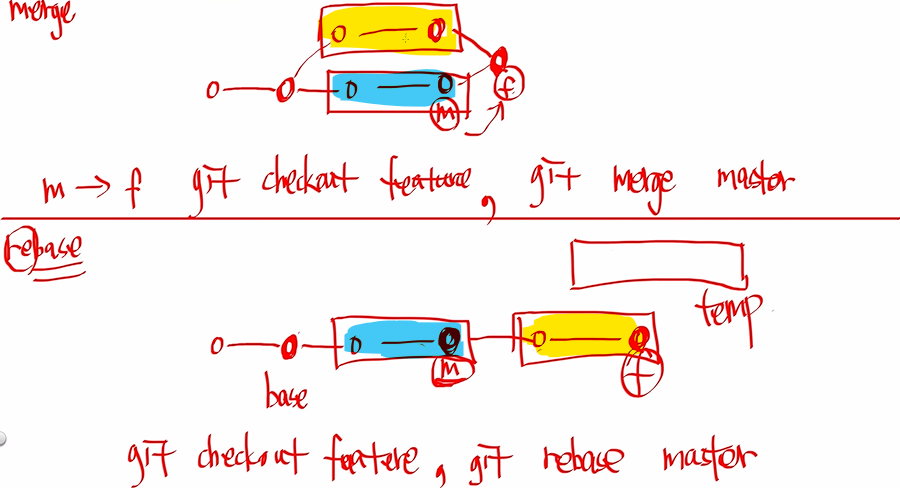 merge
f
m
m → f git checkout feature, git merge master
rebase
temp
m
f
base
git checkout feature, git rebase master